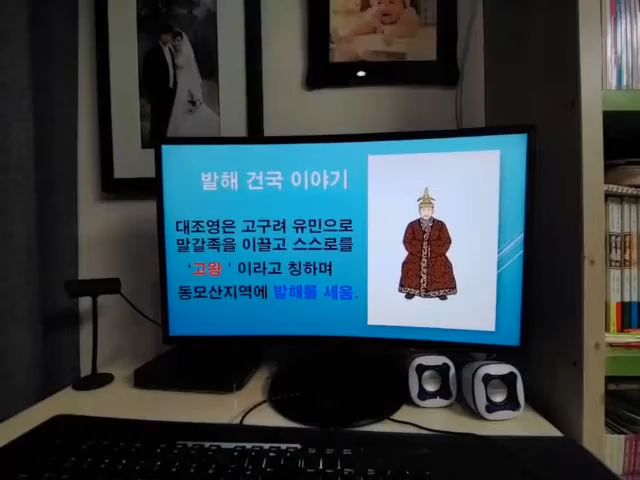 발해 건국 이야기
대조영은 고구려 유민으로
말갈족을 이끌고 스스로를
'고왕 ' 이라고 칭하며
동모산지역에 발해를 세움.